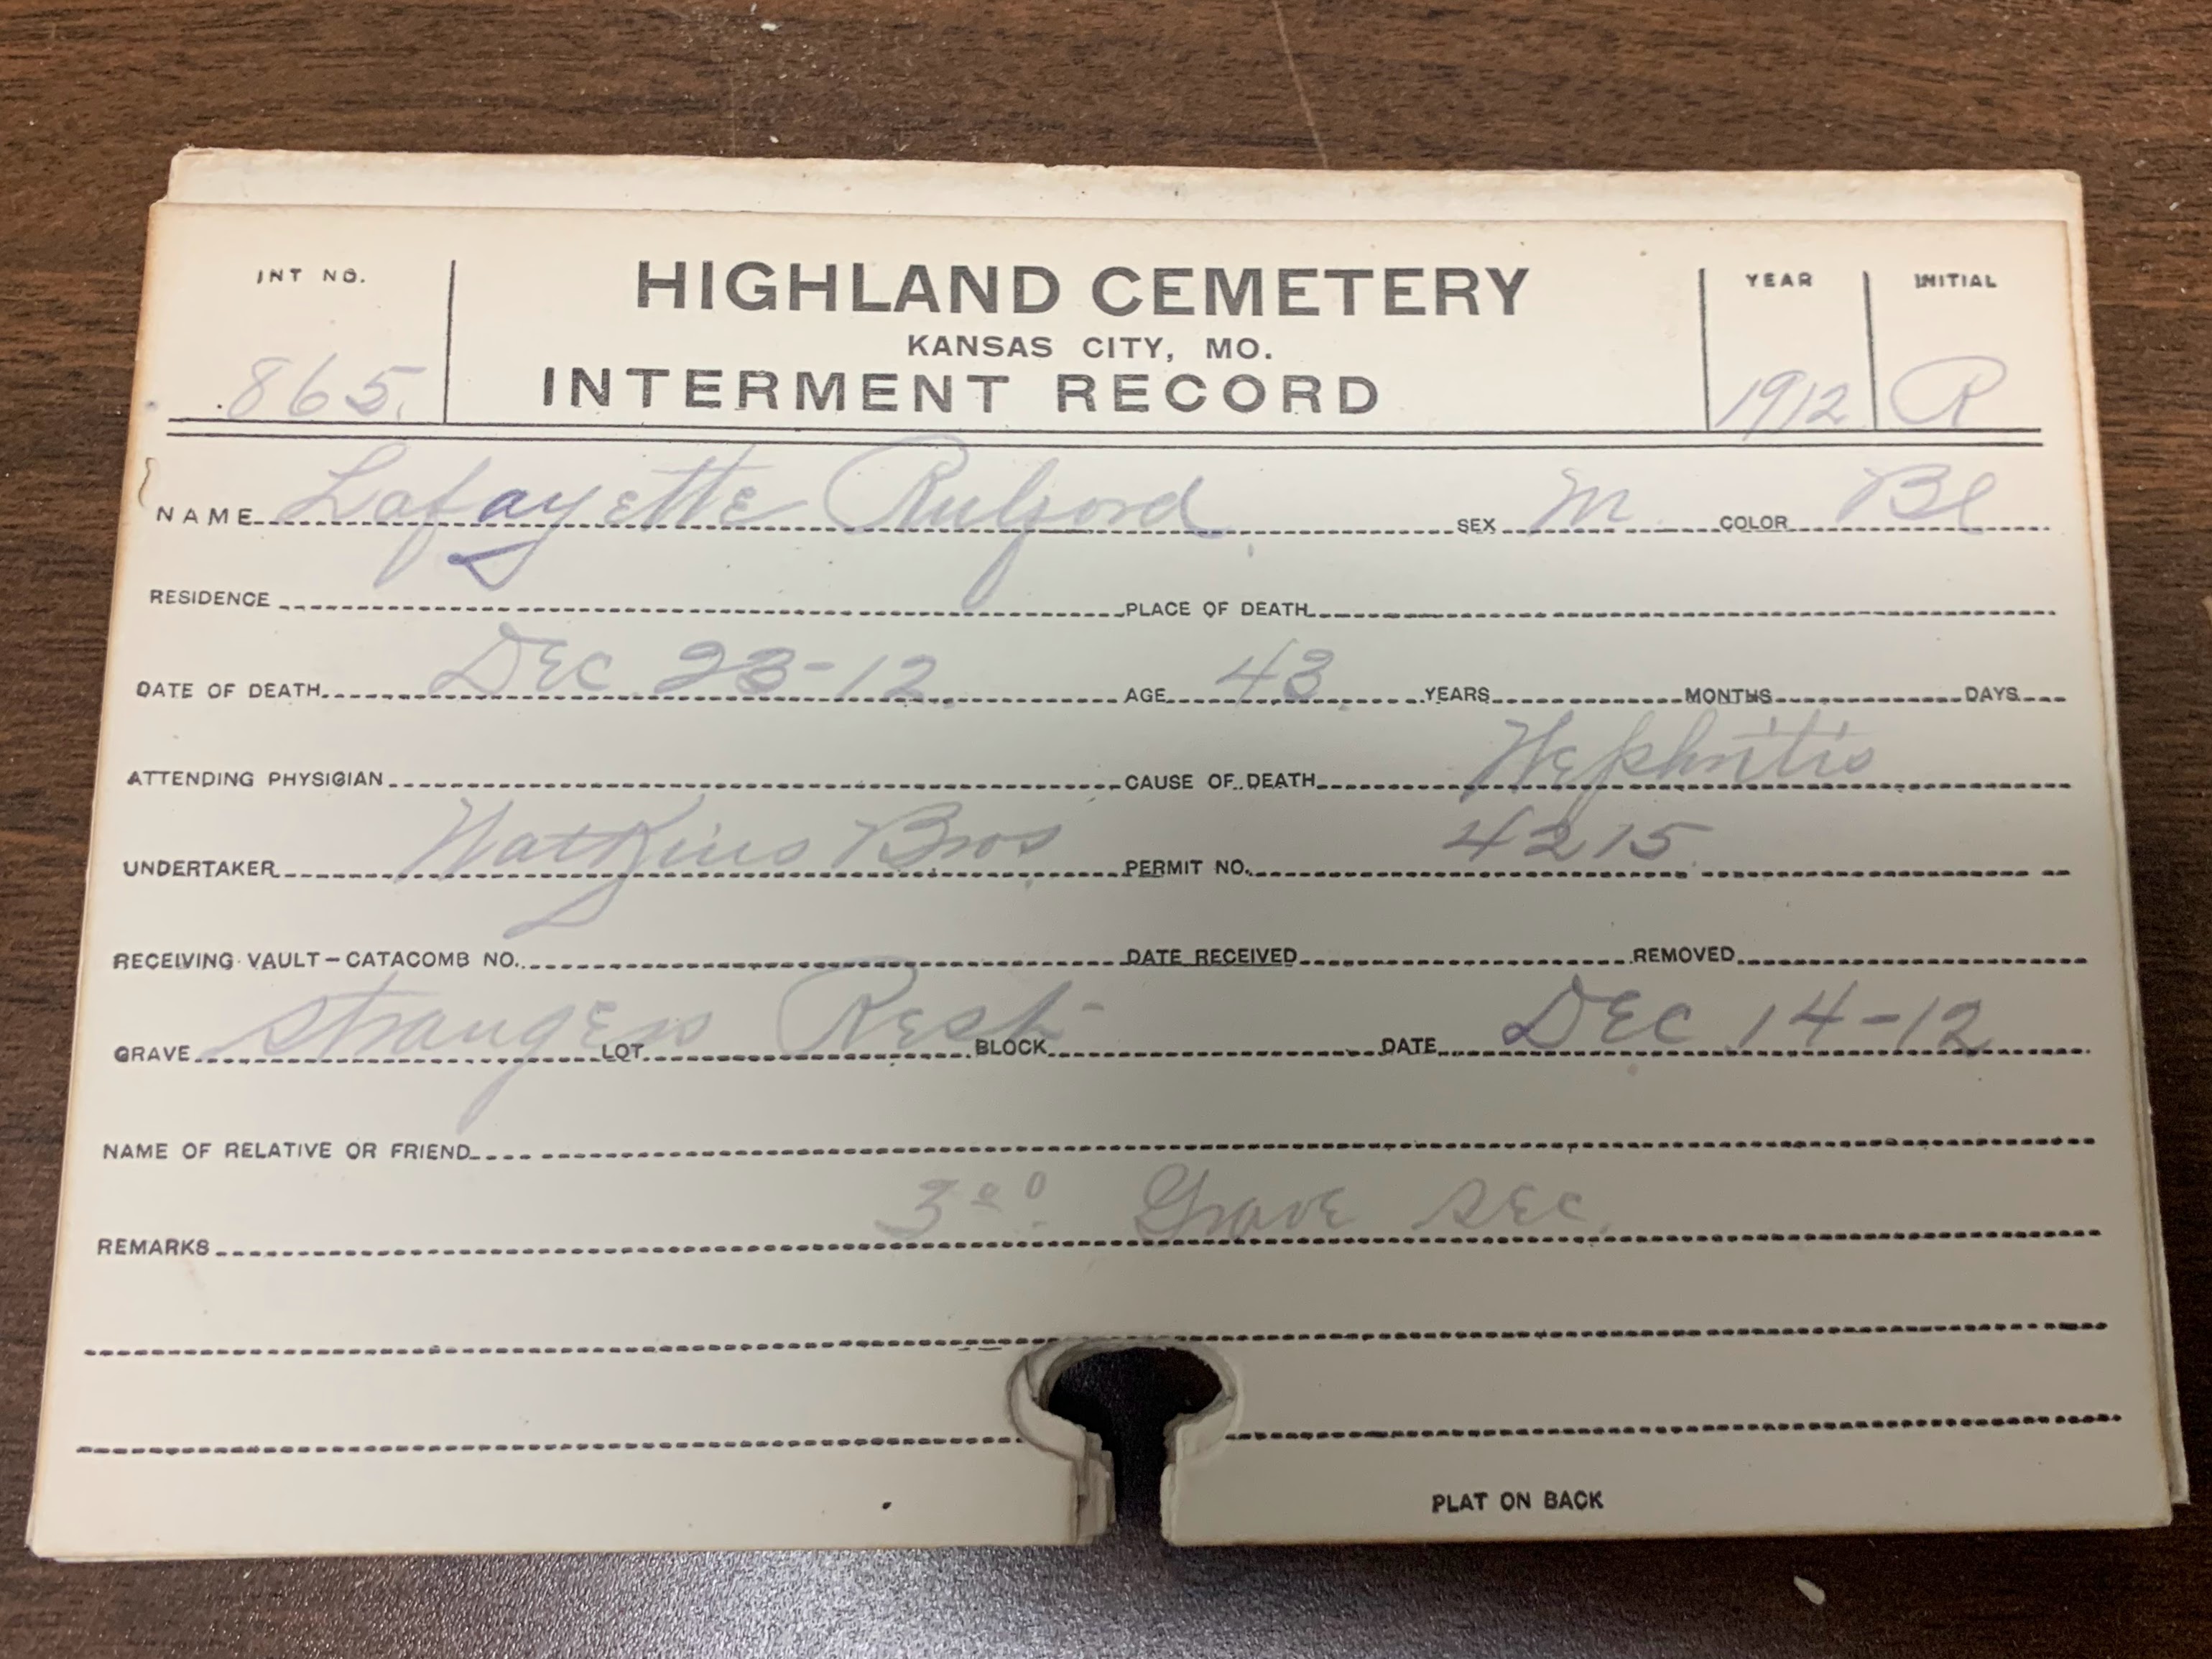 INT NO. HIGHLAND CEMETERY YEAR INITIAL
KANSAS CITY, MO.
865. INTERMENT RECORD 1912 R
NAME Lafayette Rulford SEX M COLOR Bl
RESIDENCE PLACE OF DEATH
DATE OF DEATH Dec 23-12. AGE 43 YEARS MONTHS DAYS
ATTENDING PHYSICIAN CAUSE OF DEATH Nephritis
UNDERTAKER Watkins Bros. PERMIT NO. 4215.
RECEIVING VAULT-CATACOMB NO. DATE RECEIVED REMOVED
GRAVE Strangers LOT Rest BLOCK DATE Dec 14-12
NAME OF RELATIVE OR FRIEND
REMARKS 3⁰⁰ Grave Sec.
PLAT ON BACK